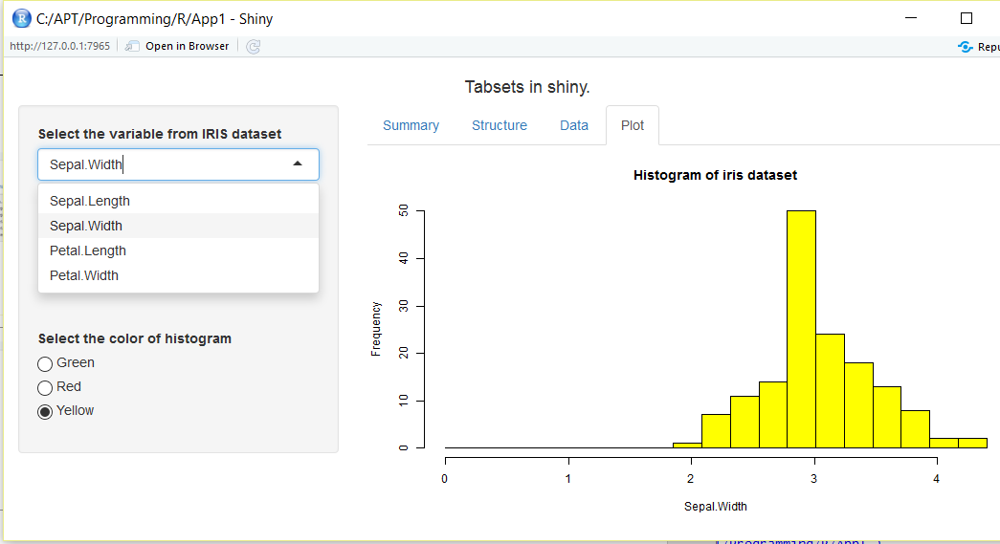 R C:/APT/Programming/R/App1 - Shiny
http://127.0.0.1:7965 Open in Browser Repu
Tabsets in shiny.
Select the variable from IRIS dataset
Sepal.Width
Sepal.Length
Sepal.Width
Petal.Length
Petal.Width
Select the color of histogram
Green
Red
Yellow
Summary Structure Data Plot
Histogram of iris dataset
Frequency
50
40
30
20
10
0
0 1 2 3 4
Sepal.Width